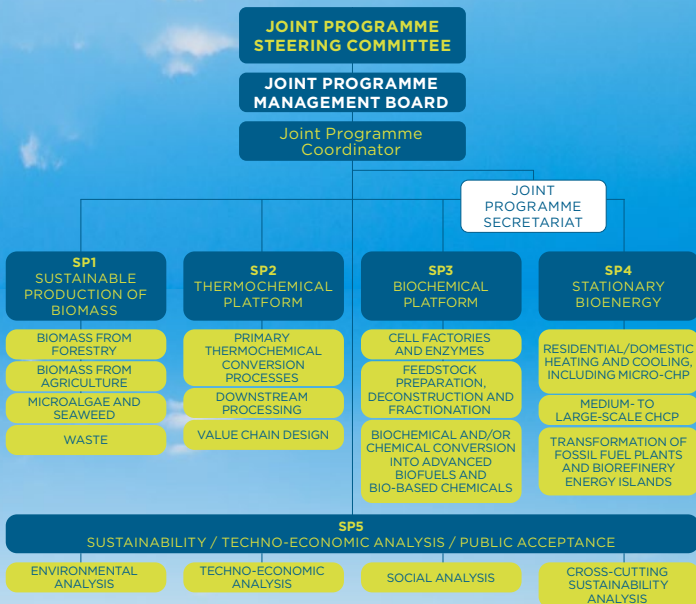 JOINT PROGRAMME
STEERING COMMITTEE
JOINT PROGRAMME
MANAGEMENT BOARD
Joint Programme
Coordinator
JOINT
PROGRAMME
SECRETARIAT
SP1
SUSTAINABLE
PRODUCTION OF
BIOMASS
BIOMASS FROM
FORESTRY
BIOMASS FROM
AGRICULTURE
MICROALGAE AND
SEAWEED
WASTE
SP2
THERMOCHEMICAL
PLATFORM
PRIMARY
THERMOCHEMICAL
CONVERSION
PROCESSES
DOWNSTREAM
PROCESSING
VALUE CHAIN DESIGN
SP3
BIOCHEMICAL
PLATFORM
CELL FACTORIES
AND ENZYMES
FEEDSTOCK
PREPARATION,
DECONSTRUCTION AND
FRACTIONATION
BIOCHEMICAL AND/OR
CHEMICAL CONVERSION
INTO ADVANCED
BIOFUELS AND
BIO-BASED CHEMICALS
SP4
STATIONARY
BIOENERGY
RESIDENTIAL/DOMESTIC
HEATING AND COOLING,
INCLUDING MICRO-CHP
MEDIUM- TO
LARGE-SCALE CHCP
TRANSFORMATION OF
FOSSIL FUEL PLANTS
AND BIOREFINERY
ENERGY ISLANDS
SP5
SUSTAINABILITY / TECHNO-ECONOMIC ANALYSIS / PUBLIC ACCEPTANCE
ENVIRONMENTAL
ANALYSIS
TECHNO-ECONOMIC
ANALYSIS
SOCIAL ANALYSIS
CROSS-CUTTING
SUSTAINABILITY
ANALYSIS